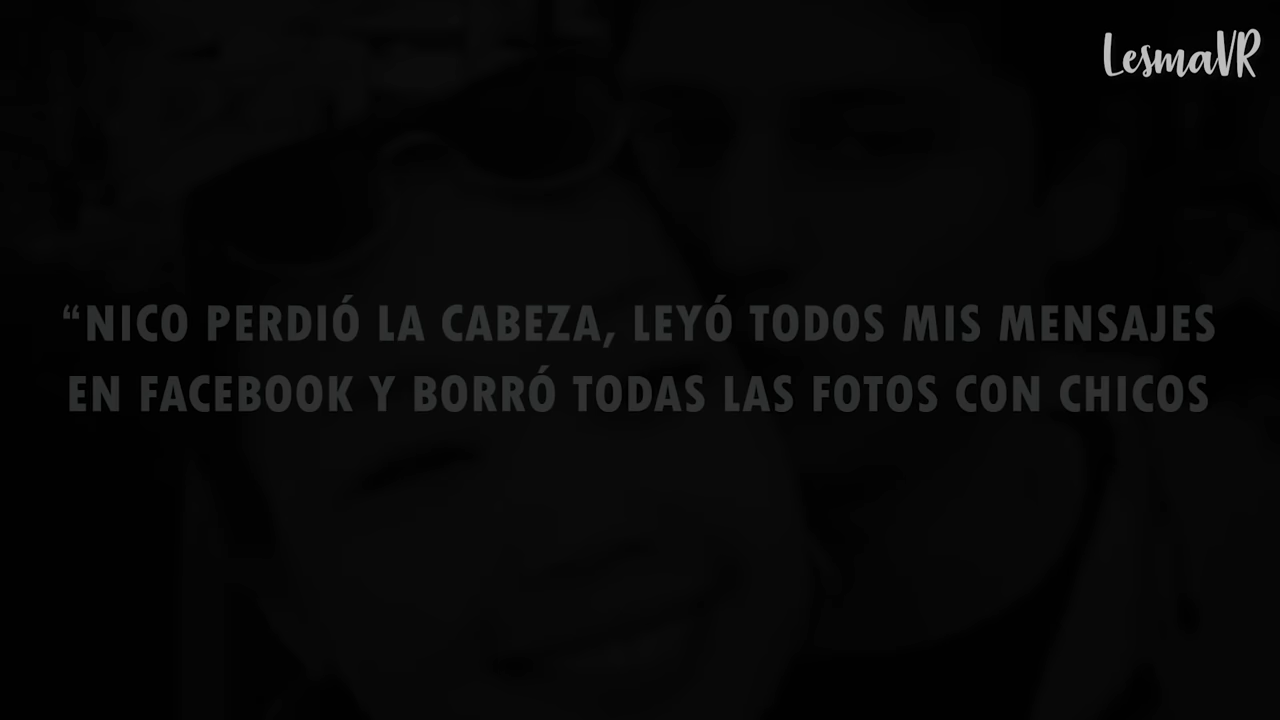 LesmaVR
“NICO PERDIÓ LA CABEZA, LEYÓ TODOS MIS MENSAJES
EN FACEBOOK Y BORRÓ TODAS LAS FOTOS CON CHICOS